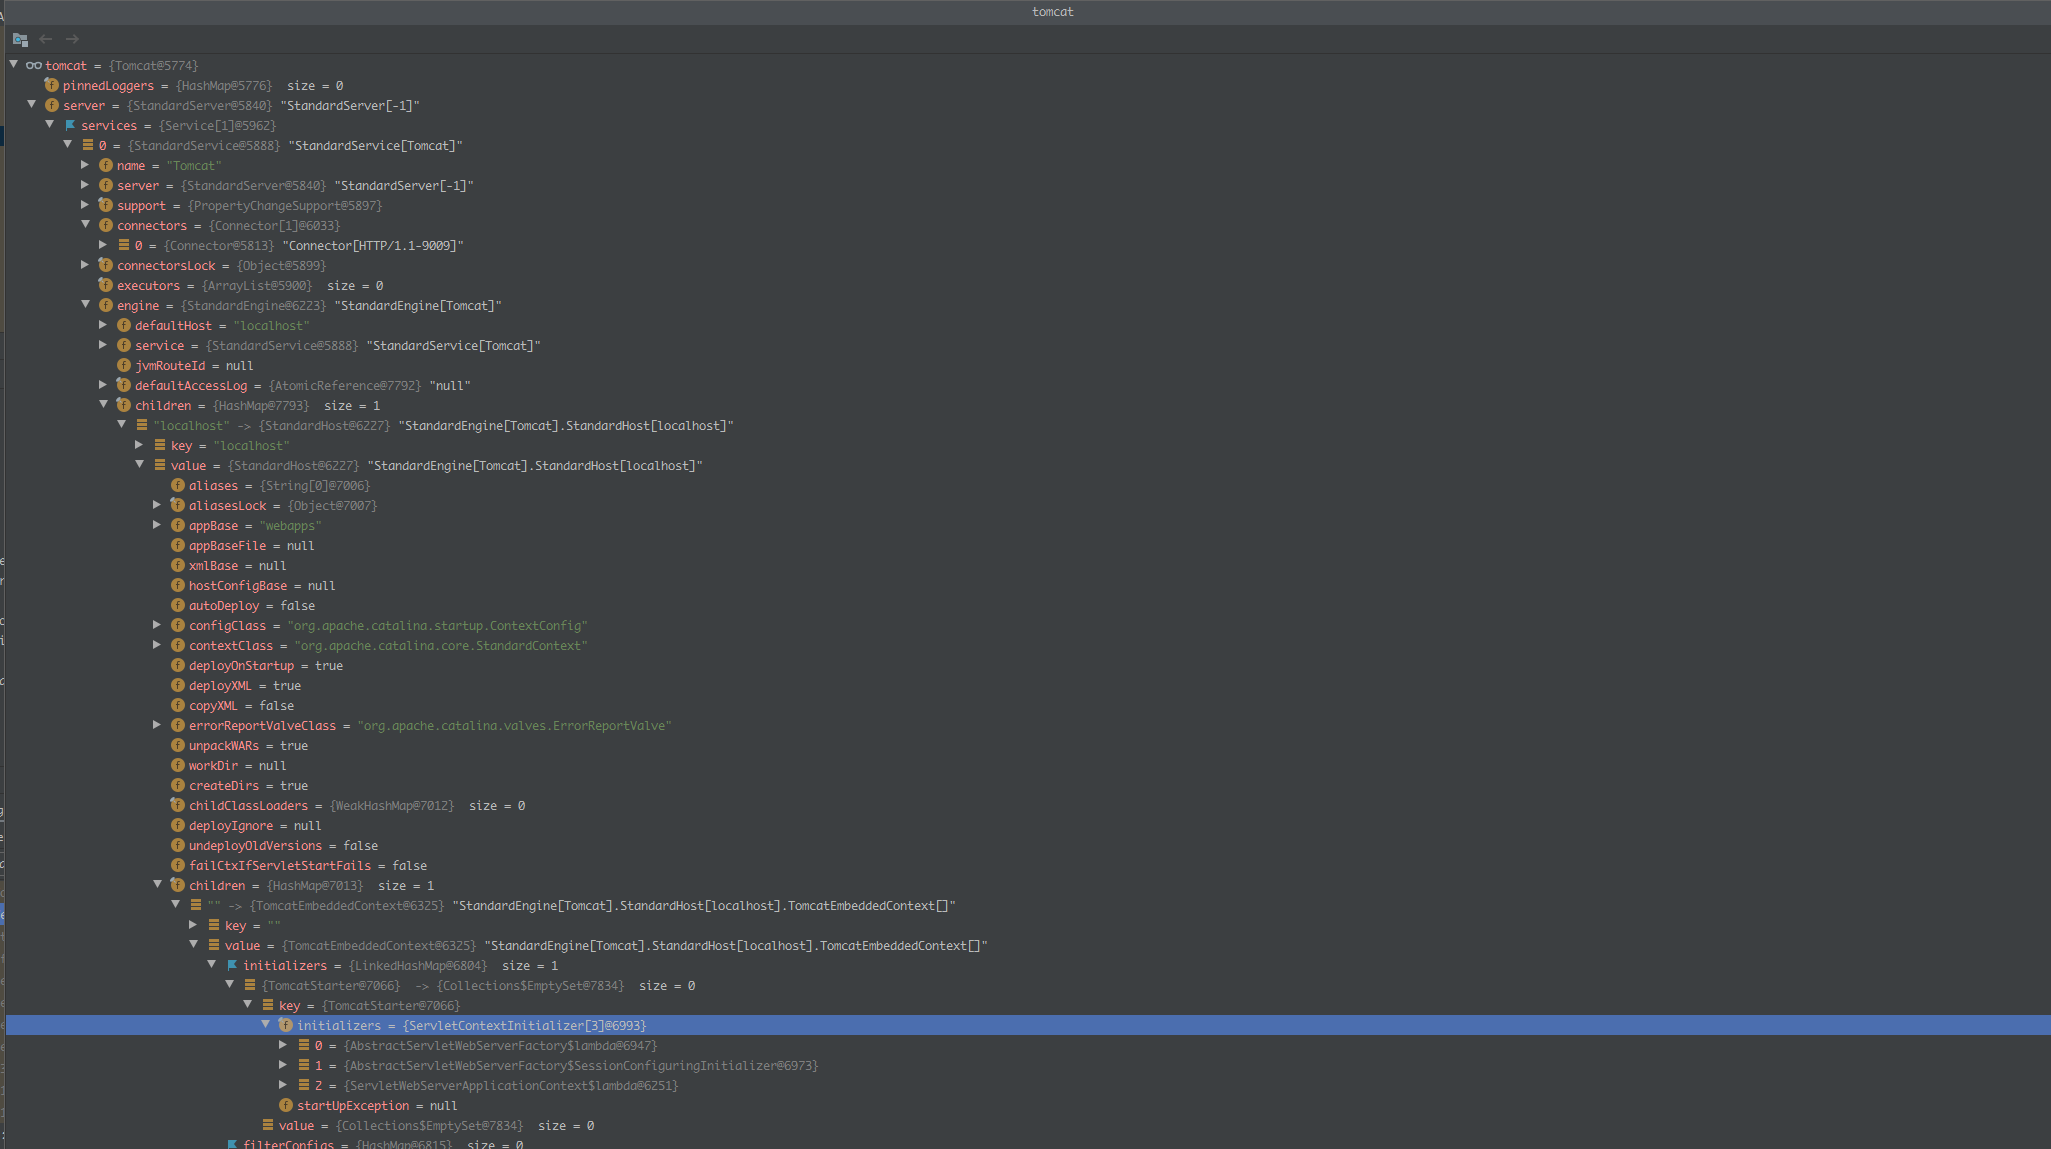 tomcat
tomcat = {Tomcat@5774}
pinnedLoggers = {HashMap@5776} size = 0
server = {StandardServer@5840} "StandardServer[-1]"
services = {Service[1]@5962}
0 = {StandardService@5888} "StandardService[Tomcat]"
name = "Tomcat"
server = {StandardServer@5840} "StandardServer[-1]"
support = {PropertyChangeSupport@5897}
connectors = {Connector[1]@6033}
0 = {Connector@5813} "Connector[HTTP/1.1-9009]"
connectorsLock = {Object@5899}
executors = {ArrayList@5900} size = 0
engine = {StandardEngine@6223} "StandardEngine[Tomcat]"
defaultHost = "localhost"
service = {StandardService@5888} "StandardService[Tomcat]"
jvmRouteId = null
defaultAccessLog = {AtomicReference@7792} "null"
children = {HashMap@7793} size = 1
"localhost" -> {StandardHost@6227} "StandardEngine[Tomcat].StandardHost[localhost]"
key = "localhost"
value = {StandardHost@6227} "StandardEngine[Tomcat].StandardHost[localhost]"
aliases = {String[0]@7006}
aliasesLock = {Object@7007}
appBase = "webapps"
appBaseFile = null
xmlBase = null
hostConfigBase = null
autoDeploy = false
configClass = "org.apache.catalina.startup.ContextConfig"
contextClass = "org.apache.catalina.core.StandardContext"
deployOnStartup = true
deployXML = true
copyXML = false
errorReportValveClass = "org.apache.catalina.valves.ErrorReportValve"
unpackWARs = true
workDir = null
createDirs = true
childClassLoaders = {WeakHashMap@7012} size = 0
deployIgnore = null
undeployOldVersions = false
failCtxIfServletStartFails = false
children = {HashMap@7013} size = 1
"" -> {TomcatEmbeddedContext@6325} "StandardEngine[Tomcat].StandardHost[localhost].TomcatEmbeddedContext[]"
key = ""
value = {TomcatEmbeddedContext@6325} "StandardEngine[Tomcat].StandardHost[localhost].TomcatEmbeddedContext[]"
initializers = {LinkedHashMap@6804} size = 1
{TomcatStarter@7066} -> {Collections$EmptySet@7834} size = 0
key = {TomcatStarter@7066}
initializers = {ServletContextInitializer[3]@6993}
0 = {AbstractServletWebServerFactory$lambda@6947}
1 = {AbstractServletWebServerFactory$SessionConfiguringInitializer@6973}
2 = {ServletWebServerApplicationContext$lambda@6251}
startUpException = null
value = {Collections$EmptySet@7834} size = 0
filterConfigs = {HashMap@6815} size = 0